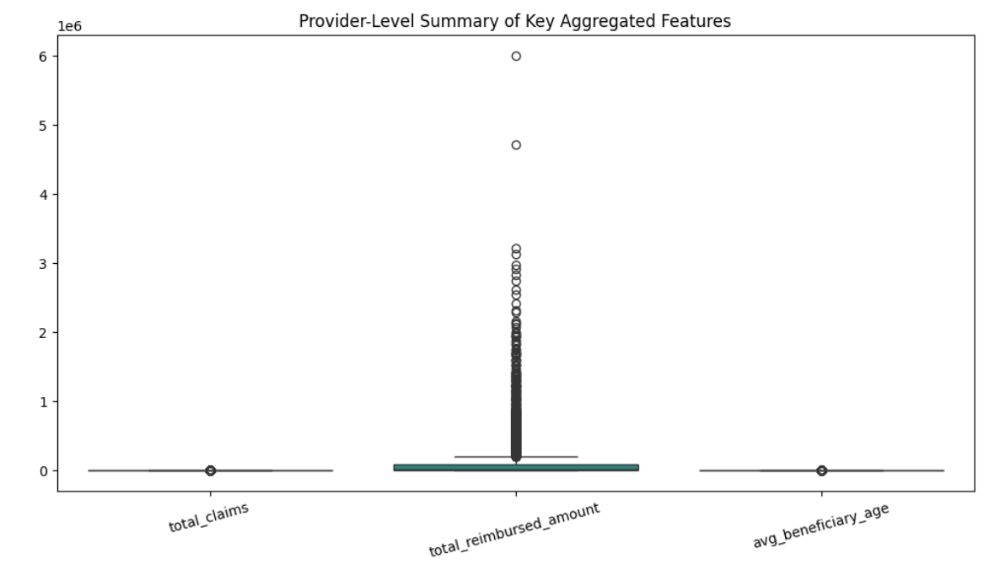 Provider-Level Summary of Key Aggregated Features
1e6
6
5
4
3
2
1
0
total_claims
total_reimbursed_amount
avg_beneficiary_age